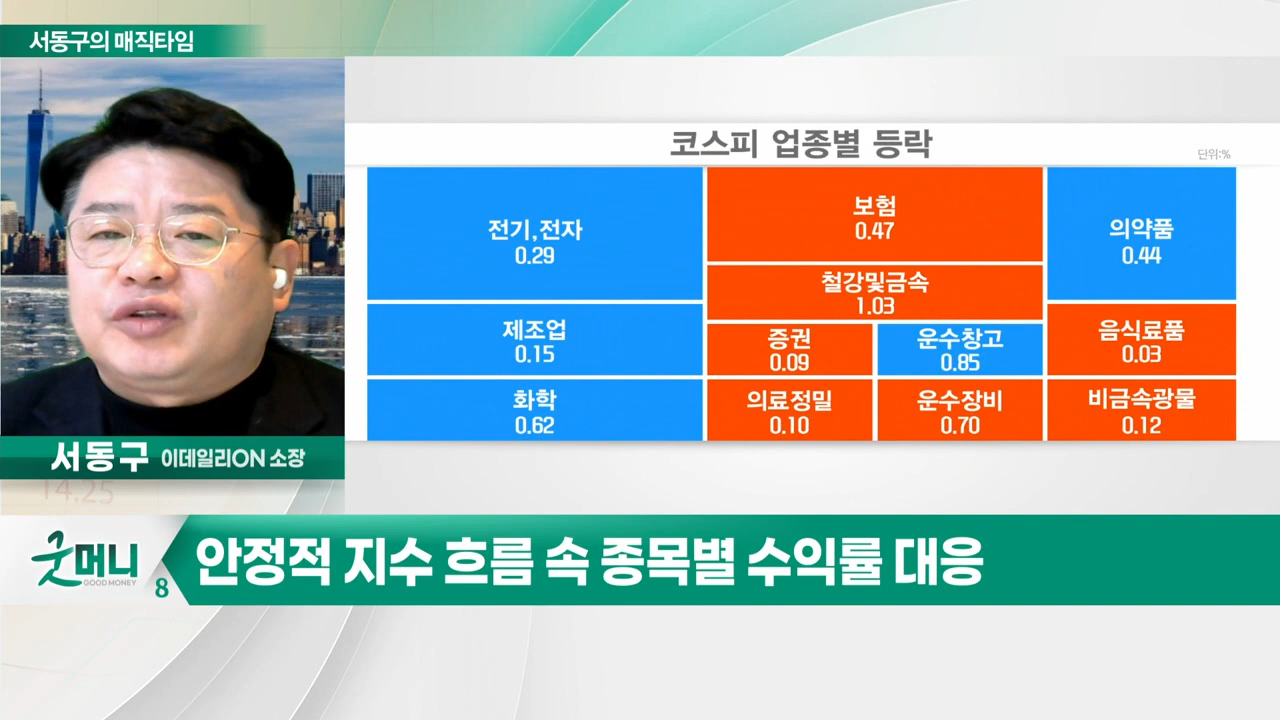 서동구의 매직타임
코스피 업종별 등락
단위:%
전기,전자
0.29
보험
0.47
의약품
0.44
철강및금속
1.03
제조업
0.15
증권
0.09
운수창고
0.85
음식료품
0.03
화학
0.62
의료정밀
0.10
운수장비
0.70
비금속광물
0.12
서동구 이데일리ON 소장
14.25
굿머니
GOOD MONEY
8
안정적 지수 흐름 속 종목별 수익률 대응